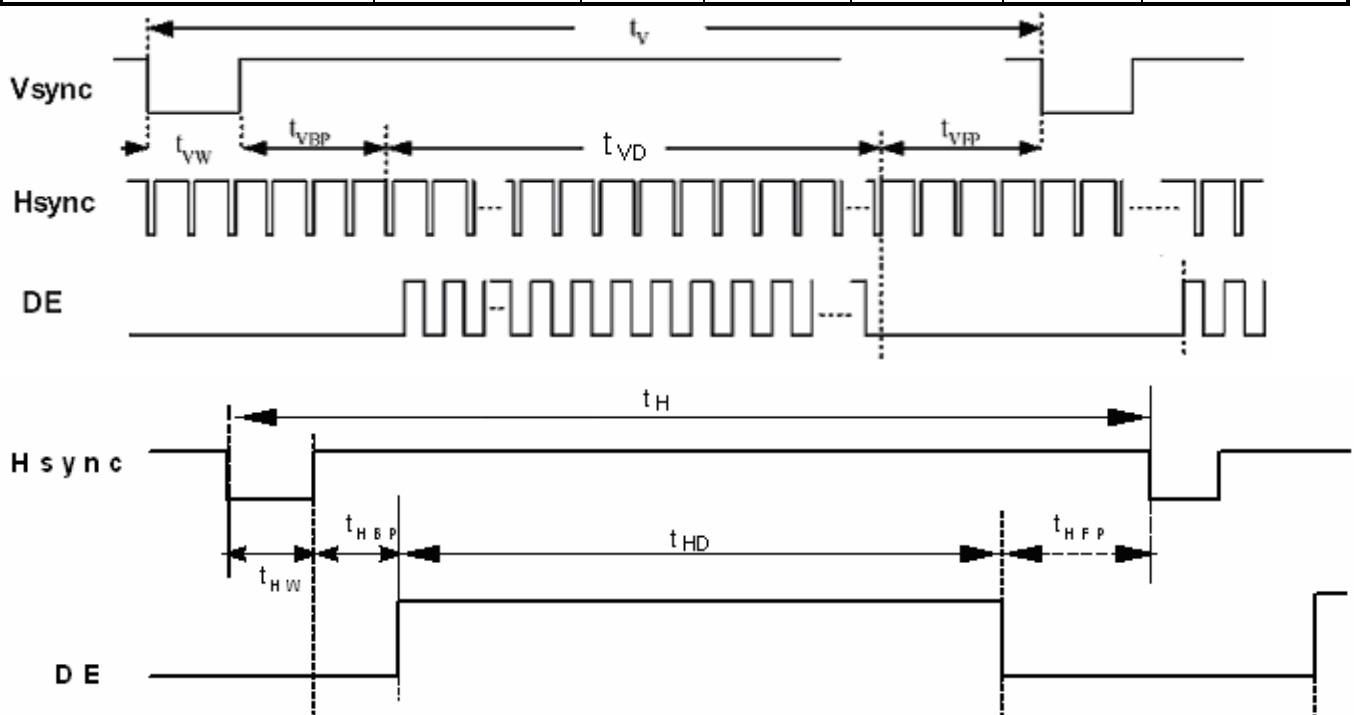 tV
Vsync
tVW
tVBP
tVD
tVFP
Hsync
DE
tH
Hsync
tHBP
tHD
tHFP
tHW
DE